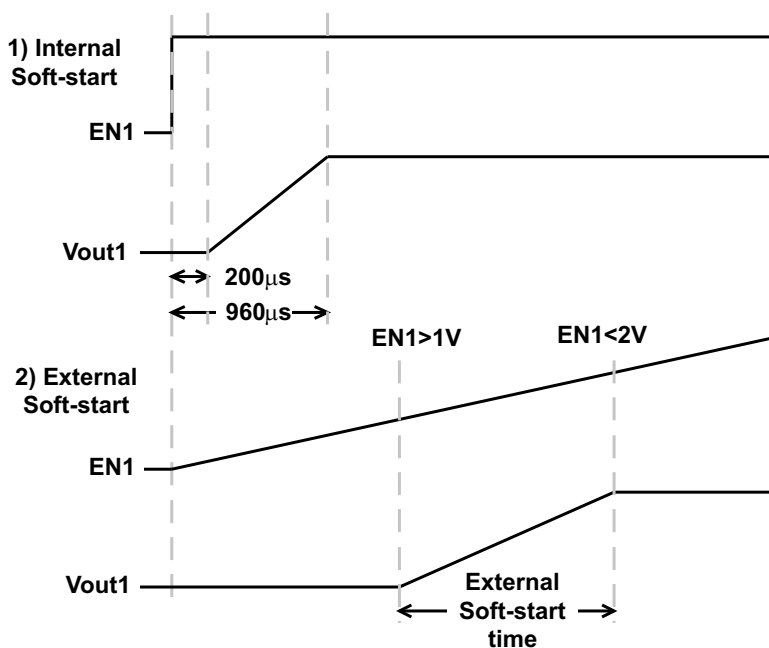 1) Internal
Soft-start
EN1
Vout1
200μs
960μs
EN1>1V
EN1<2V
2) External
Soft-start
EN1
Vout1
External
Soft-start
time